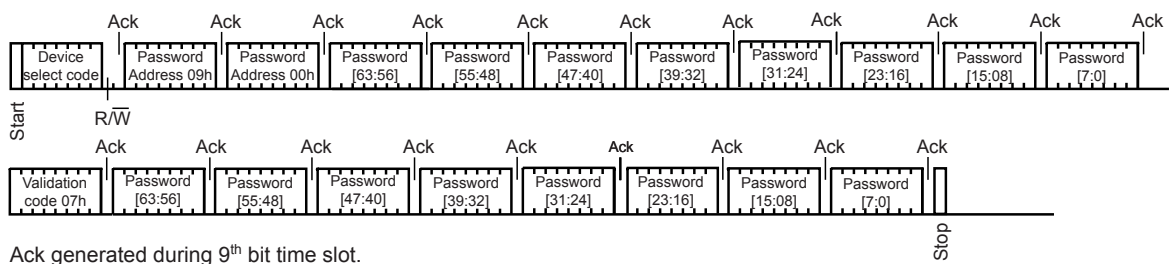 Ack Ack Ack Ack Ack Ack Ack Ack Ack Ack Ack
Device select code
Password Address 09h
Password Address 00h
Password [63:56]
Password [55:48]
Password [47:40]
Password [39:32]
Password [31:24]
Password [23:16]
Password [15:08]
Password [7:0]
Start
R/W̅
Ack Ack Ack Ack Ack Ack Ack Ack Ack
Validation code 07h
Password [63:56]
Password [55:48]
Password [47:40]
Password [39:32]
Password [31:24]
Password [23:16]
Password [15:08]
Password [7:0]
Stop
Ack generated during 9th bit time slot.